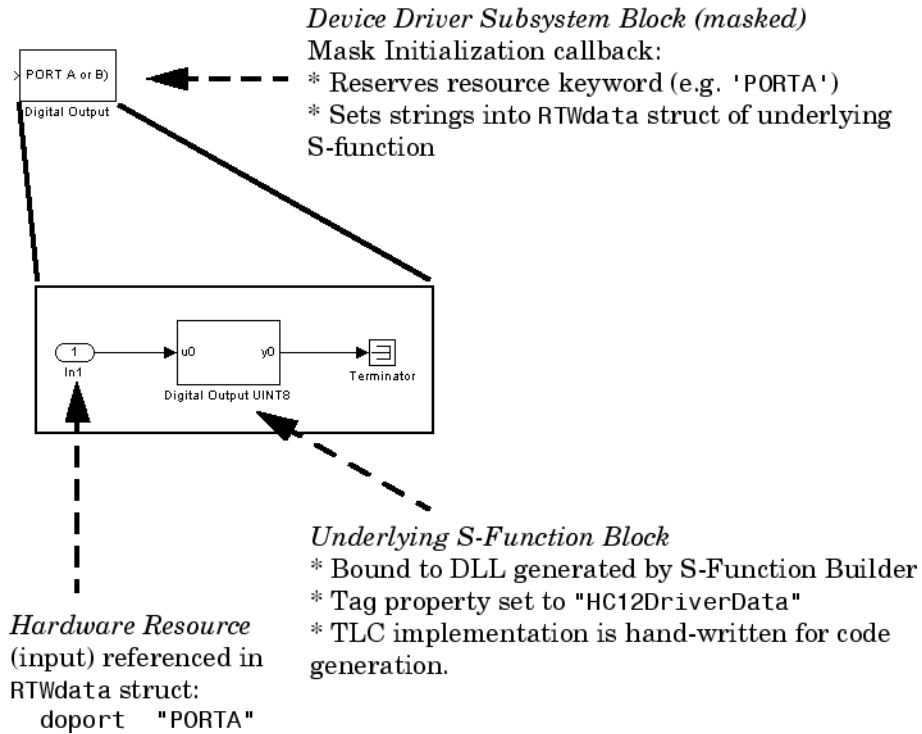 Device Driver Subsystem Block (masked)
Mask Initialization callback:
* Reserves resource keyword (e.g. 'PORTA')
* Sets strings into RTWdata struct of underlying
S-function
PORT A or B)
Digital Output
1
In1
u0
y0
Digital Output UINT8
Terminator
Underlying S-Function Block
* Bound to DLL generated by S-Function Builder
* Tag property set to "HC12DriverData"
* TLC implementation is hand-written for code
generation.
Hardware Resource
(input) referenced in
RTWdata struct:
doport "PORTA"